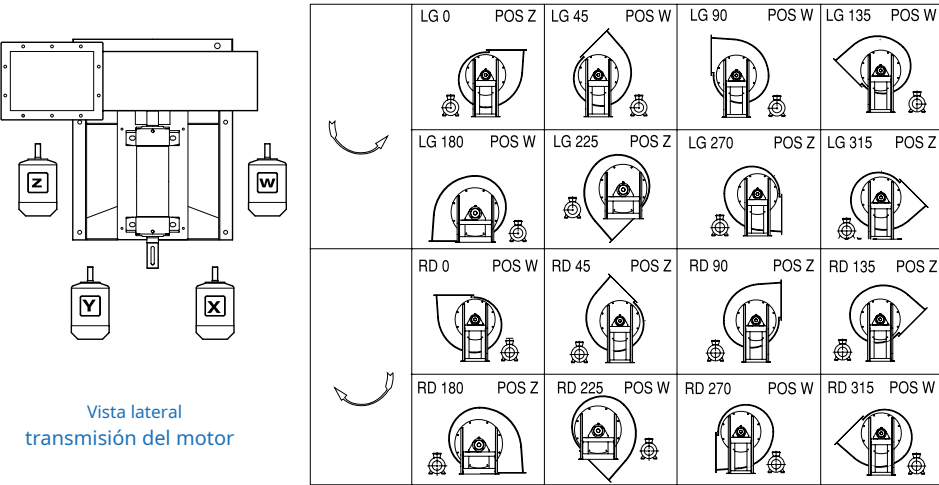 LG 0 POS Z
LG 45 POS W
LG 90 POS W
LG 135 POS W
LG 180 POS W
LG 225 POS Z
LG 270 POS Z
LG 315 POS Z
RD 0 POS W
RD 45 POS Z
RD 90 POS Z
RD 135 POS Z
RD 180 POS Z
RD 225 POS W
RD 270 POS W
RD 315 POS W
Z
W
Y
X
Vista lateral
transmisión del motor